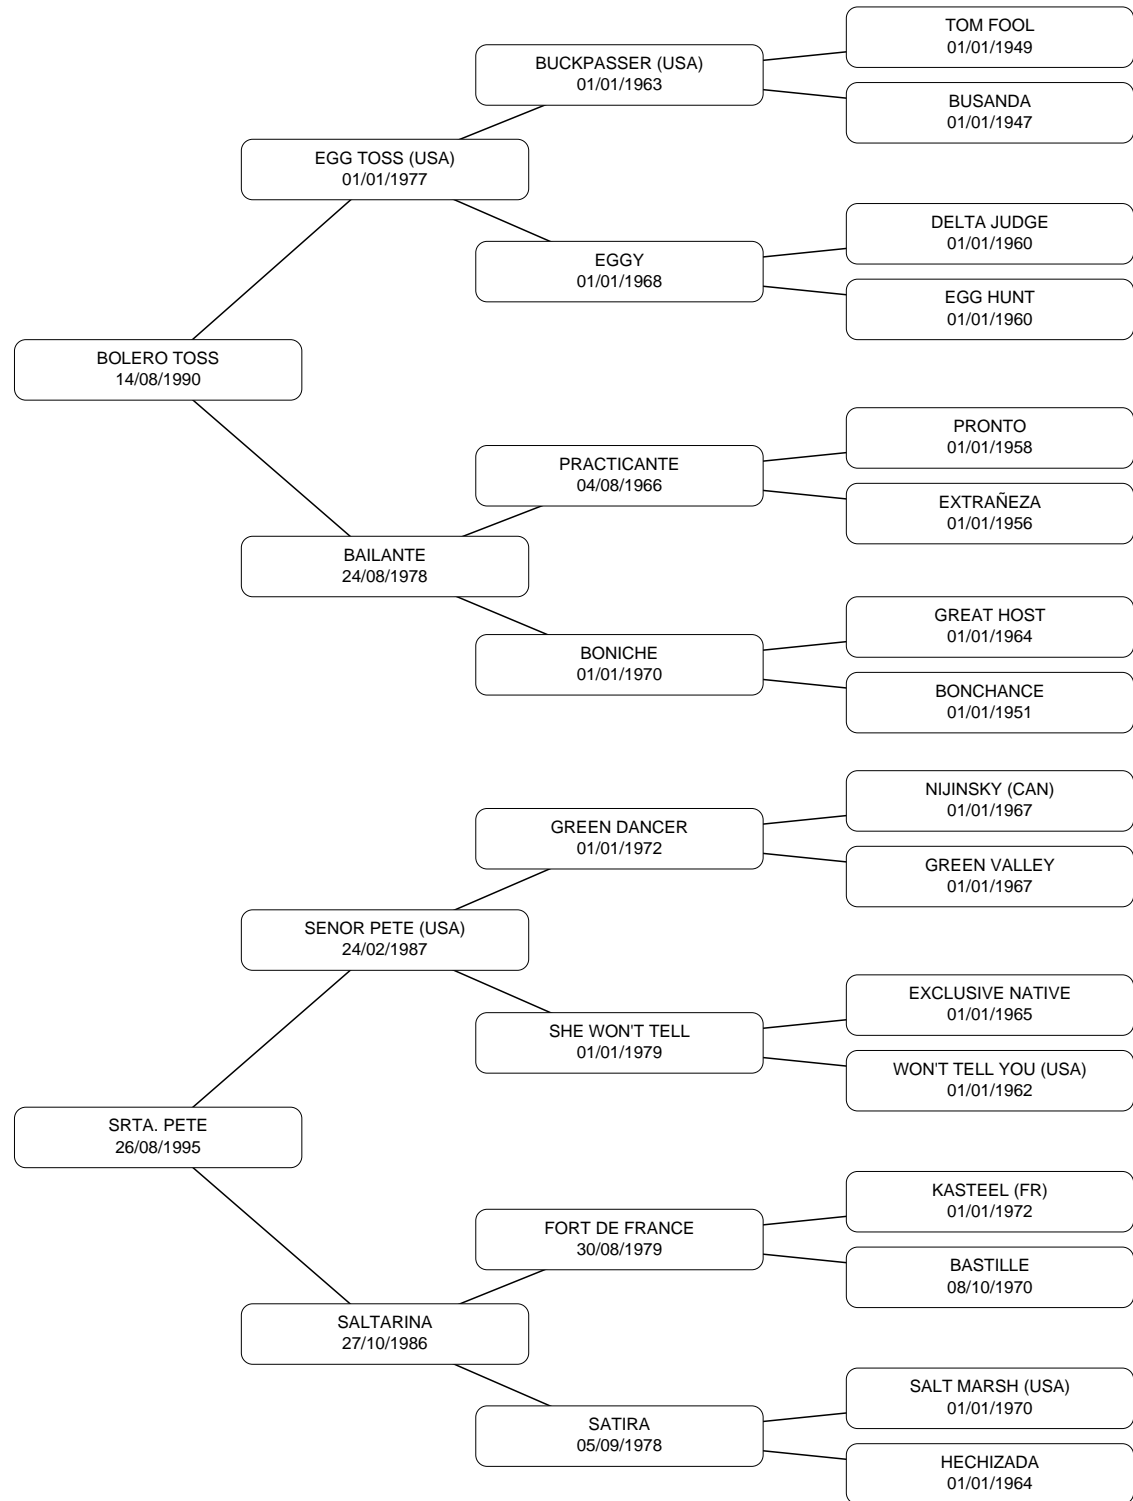 TOM FOOL
01/01/1949
BUCKPASSER (USA)
01/01/1963
BUSANDA
01/01/1947
EGG TOSS (USA)
01/01/1977
DELTA JUDGE
01/01/1960
EGGY
01/01/1968
EGG HUNT
01/01/1960
BOLERO TOSS
14/08/1990
PRONTO
01/01/1958
PRACTICANTE
04/08/1966
EXTRAÑEZA
01/01/1956
BAILANTE
24/08/1978
GREAT HOST
01/01/1964
BONICHE
01/01/1970
BONCHANCE
01/01/1951
NIJINSKY (CAN)
01/01/1967
GREEN DANCER
01/01/1972
GREEN VALLEY
01/01/1967
SENOR PETE (USA)
24/02/1987
EXCLUSIVE NATIVE
01/01/1965
SHE WON'T TELL
01/01/1979
WON'T TELL YOU (USA)
01/01/1962
SRTA. PETE
26/08/1995
KASTEEL (FR)
01/01/1972
FORT DE FRANCE
30/08/1979
BASTILLE
08/10/1970
SALTARINA
27/10/1986
SALT MARSH (USA)
01/01/1970
SATIRA
05/09/1978
HECHIZADA
01/01/1964